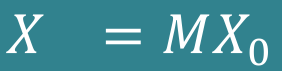 X = MX₀